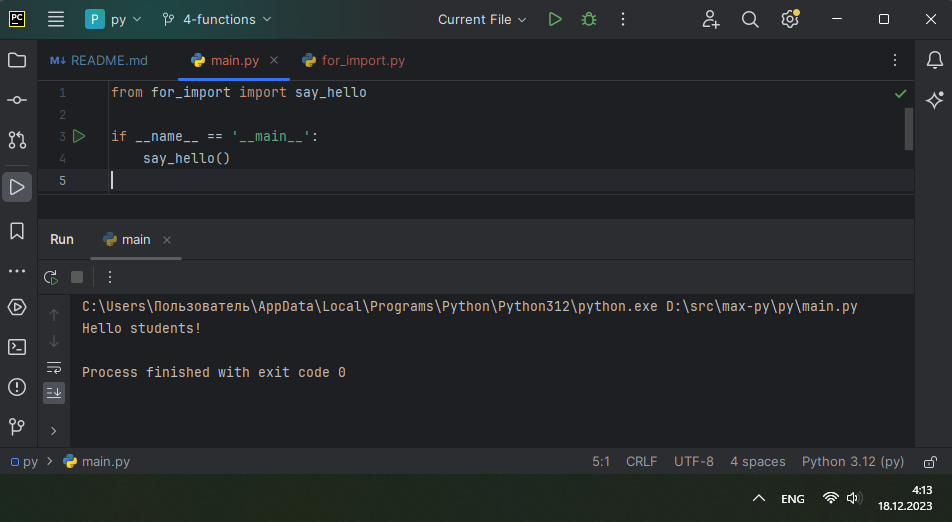 PC P py 4-functions Current File
M↓ README.md main.py for_import.py
1 from for_import import say_hello
2
3 if __name__ == '__main__':
4 say_hello()
5
Run main
C:\Users\Пользователь\AppData\Local\Programs\Python\Python312\python.exe D:\src\max-py\py\main.py
Hello students!
Process finished with exit code 0
py main.py 5:1 CRLF UTF-8 4 spaces Python 3.12 (py)
ENG 4:13
18.12.2023